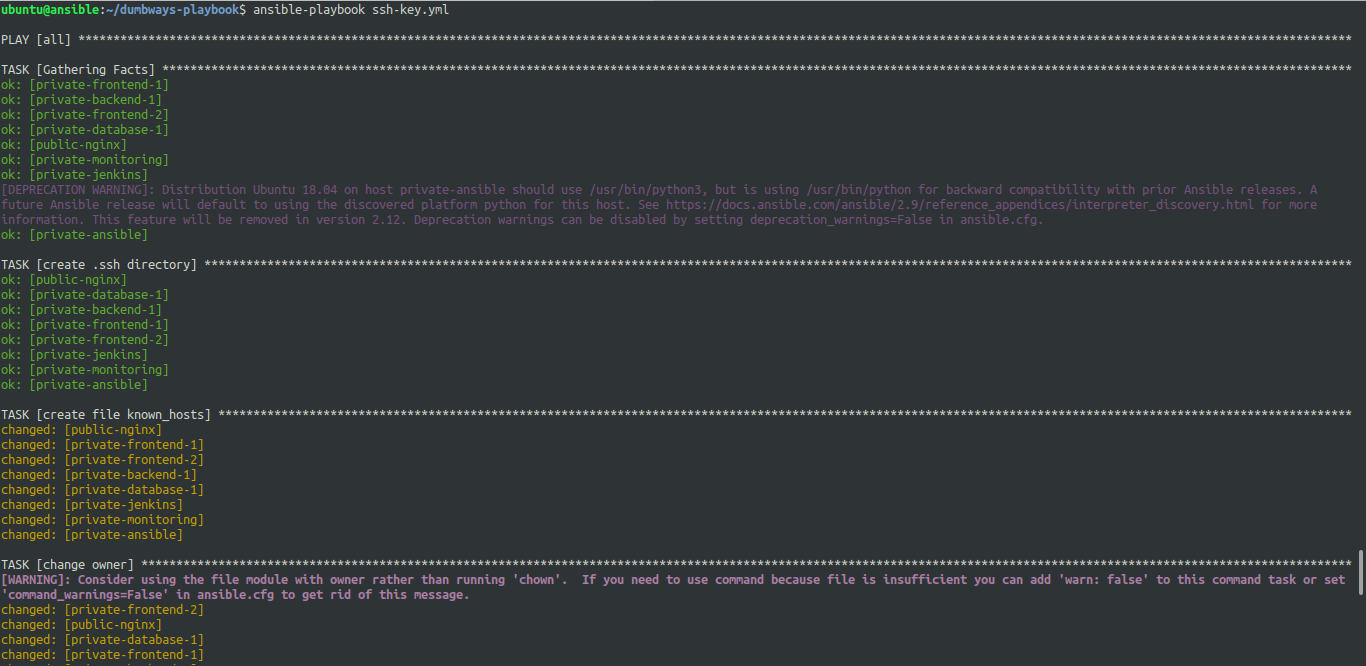 ubuntu@ansible:~/dumbways-playbook$ ansible-playbook ssh-key.yml
PLAY [all] **************************************************************************************************************************************************************************************
TASK [Gathering Facts] **************************************************************************************************************************************************************************
ok: [private-frontend-1]
ok: [private-backend-1]
ok: [private-frontend-2]
ok: [private-database-1]
ok: [public-nginx]
ok: [private-monitoring]
ok: [private-jenkins]
[DEPRECATION WARNING]: Distribution Ubuntu 18.04 on host private-ansible should use /usr/bin/python3, but is using /usr/bin/python for backward compatibility with prior Ansible releases. A
future Ansible release will default to using the discovered platform python for this host. See https://docs.ansible.com/ansible/2.9/reference_appendices/interpreter_discovery.html for more
information. This feature will be removed in version 2.12. Deprecation warnings can be disabled by setting deprecation_warnings=False in ansible.cfg.
ok: [private-ansible]
TASK [create .ssh directory] ********************************************************************************************************************************************************************
ok: [public-nginx]
ok: [private-database-1]
ok: [private-backend-1]
ok: [private-frontend-1]
ok: [private-frontend-2]
ok: [private-jenkins]
ok: [private-monitoring]
ok: [private-ansible]
TASK [create file known_hosts] ******************************************************************************************************************************************************************
changed: [public-nginx]
changed: [private-frontend-1]
changed: [private-frontend-2]
changed: [private-backend-1]
changed: [private-database-1]
changed: [private-jenkins]
changed: [private-monitoring]
changed: [private-ansible]
TASK [change owner] *****************************************************************************************************************************************************************************
[WARNING]: Consider using the file module with owner rather than running 'chown'.  If you need to use command because file is insufficient you can add 'warn: false' to this command task or set
'command_warnings=False' in ansible.cfg to get rid of this message.
changed: [private-frontend-2]
changed: [public-nginx]
changed: [private-database-1]
changed: [private-frontend-1]